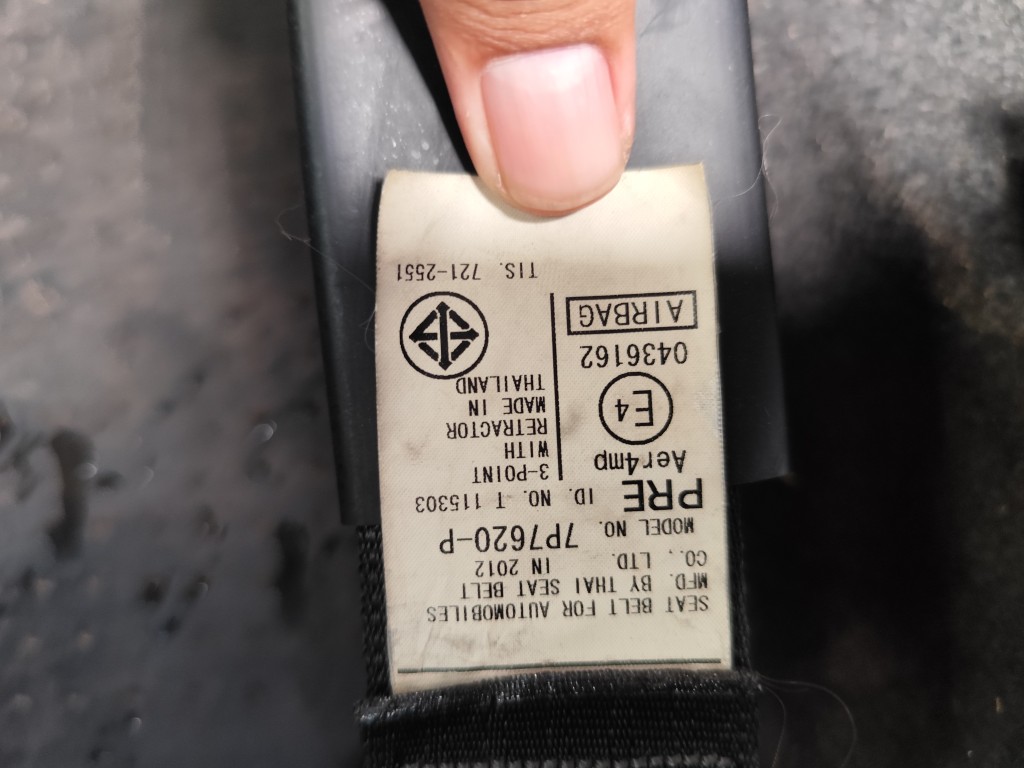 SEAT BELT FOR AUTOMOBILES
MFD. BY THAI SEAT BELT
CO., LTD. IN 2012
MODEL NO. 7P7620-P
PRE ID. NO. T 115303
Aer4mp
E4
0436162
AIRBAG
3-POINT
WITH
RETRACTOR
MADE IN
THAILAND
TIS. 721-2551